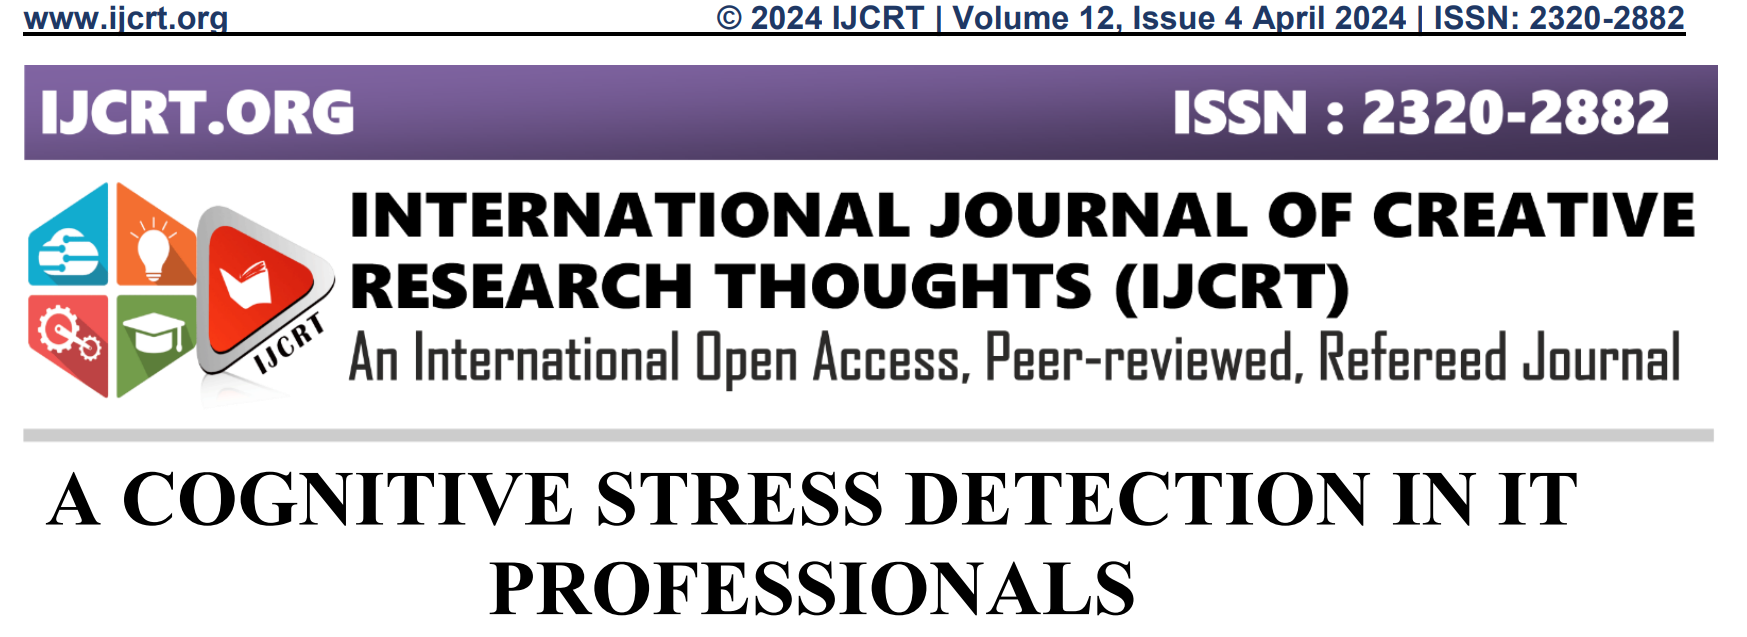 www.ijcrt.org © 2024 IJCRT | Volume 12, Issue 4 April 2024 | ISSN: 2320-2882
IJCRT.ORG ISSN : 2320-2882
INTERNATIONAL JOURNAL OF CREATIVE
RESEARCH THOUGHTS (IJCRT)
An International Open Access, Peer-reviewed, Refereed Journal
IJCRT
A COGNITIVE STRESS DETECTION IN IT
PROFESSIONALS